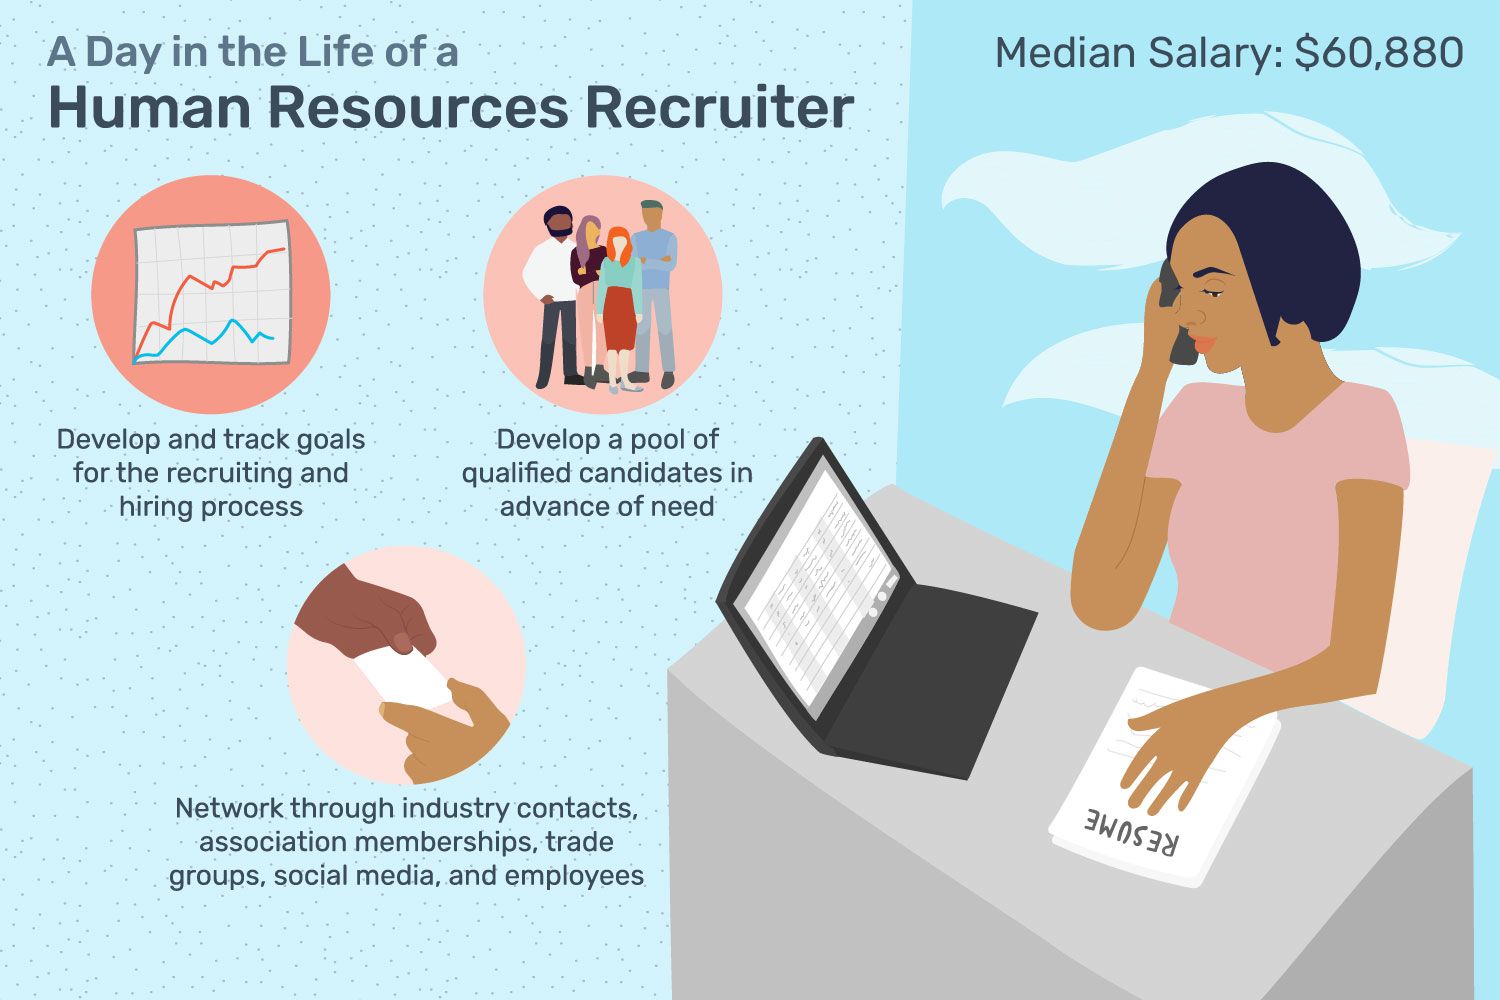 A Day in the Life of a
Human Resources Recruiter
Median Salary: $60,880
Develop and track goals
for the recruiting and
hiring process
Develop a pool of
qualified candidates in
advance of need
Network through industry contacts,
association memberships, trade
groups, social media, and employees
RESUME